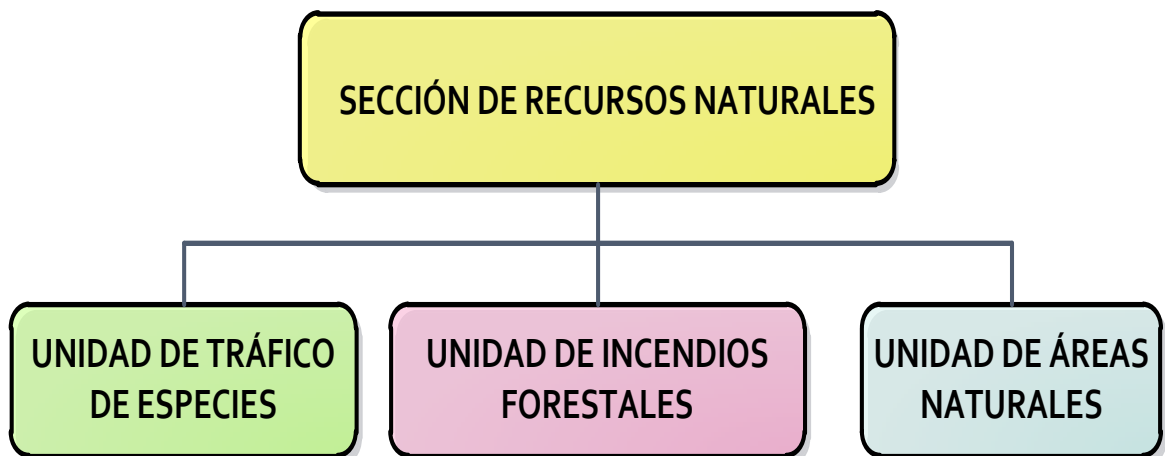 SECCIÓN DE RECURSOS NATURALES
UNIDAD DE TRÁFICO
DE ESPECIES
UNIDAD DE INCENDIOS
FORESTALES
UNIDAD DE ÁREAS
NATURALES